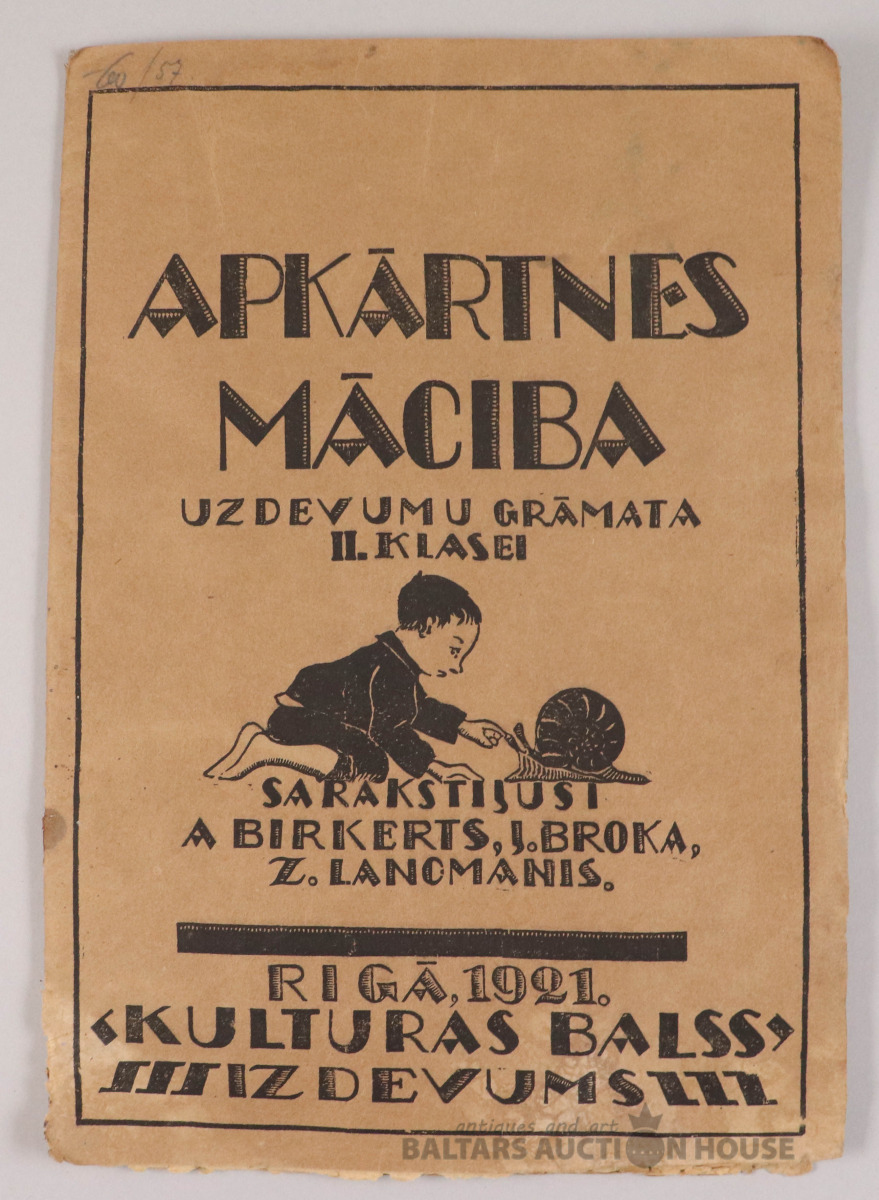 60/57
APKĀRTNES
MĀCIBA
UZDEVUMU GRĀMATA
II. KLASEI
SARAKSTIJUSI
A BIRKERTS, J. BROKA,
Z. LANCMANIS.
RIGĀ, 1921.
«KULTURAS BALSS»
IZDEVUMS
antiques and art
BALTARS AUCTION HOUSE